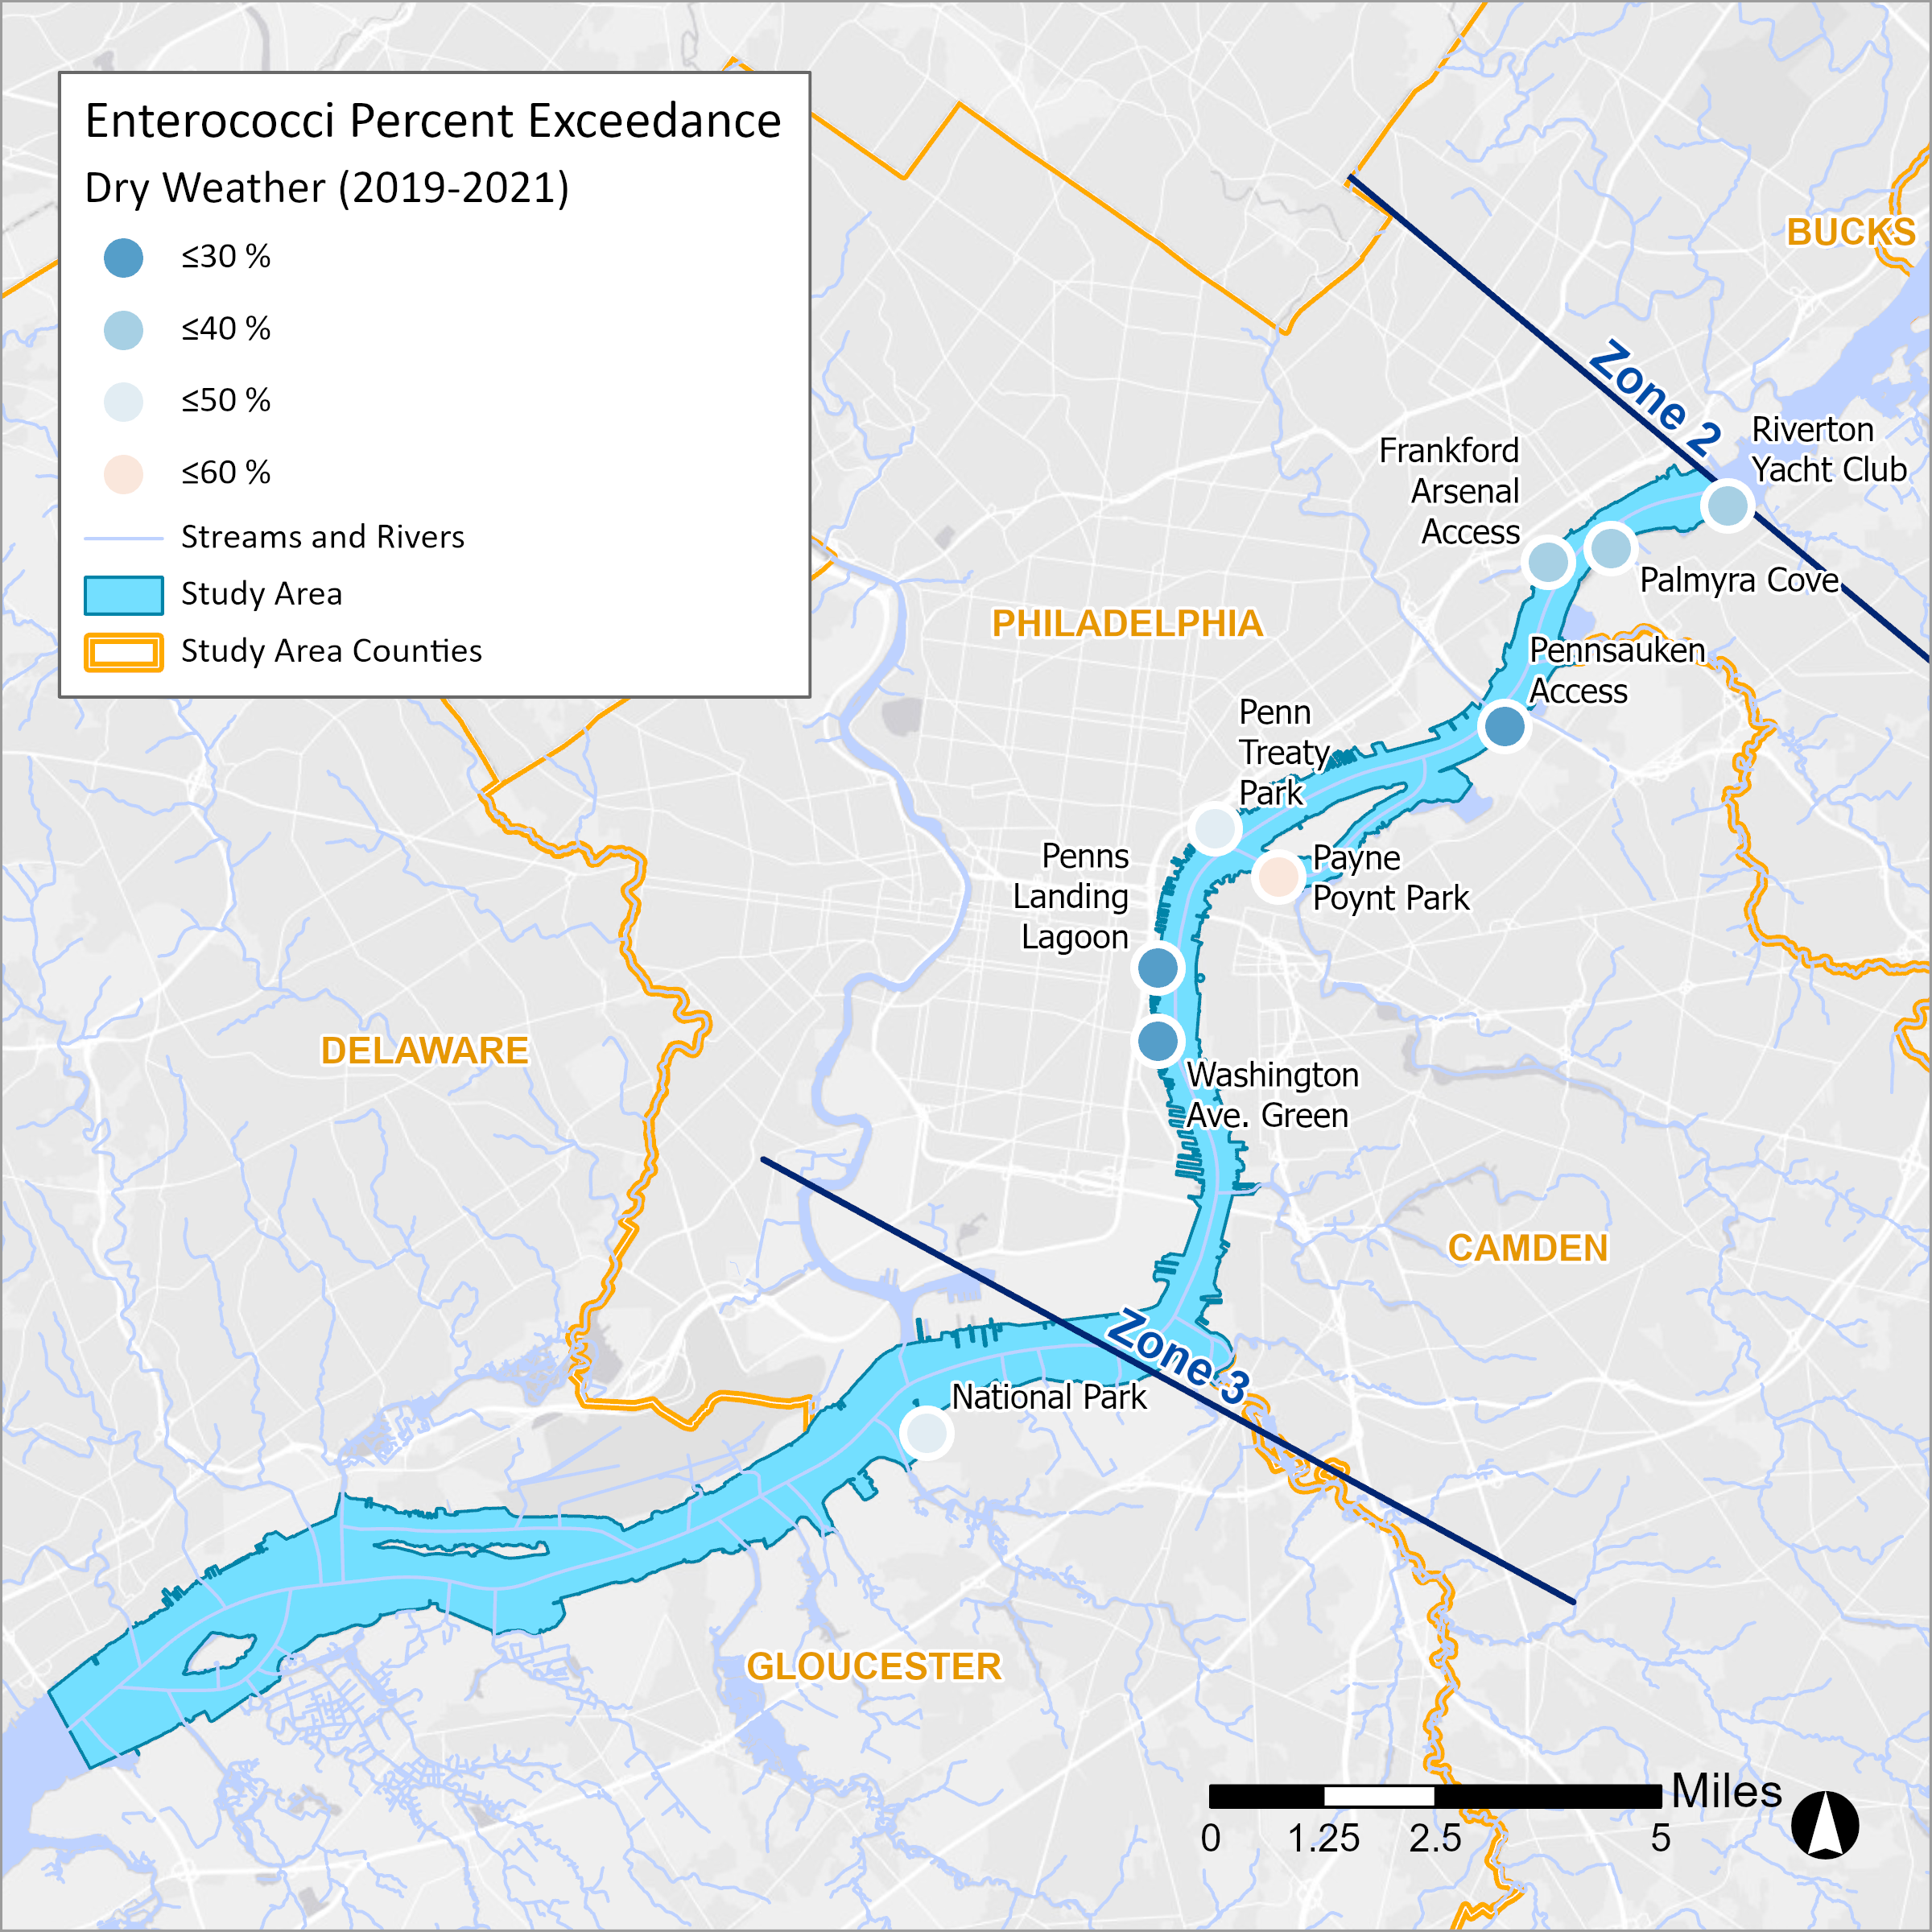 Enterococci Percent Exceedance
Dry Weather (2019-2021)
≤30 %
≤40 %
≤50 %
≤60 %
Streams and Rivers
Study Area
Study Area Counties
BUCKS
Zone 2
Riverton
Yacht Club
Frankford
Arsenal
Access
Palmyra Cove
PHILADELPHIA
Pennsauken
Access
Penn
Treaty
Park
Payne
Poynt Park
Penns
Landing
Lagoon
DELAWARE
Washington
Ave. Green
CAMDEN
Zone 3
National Park
GLOUCESTER
Miles
0 1.25 2.5 5